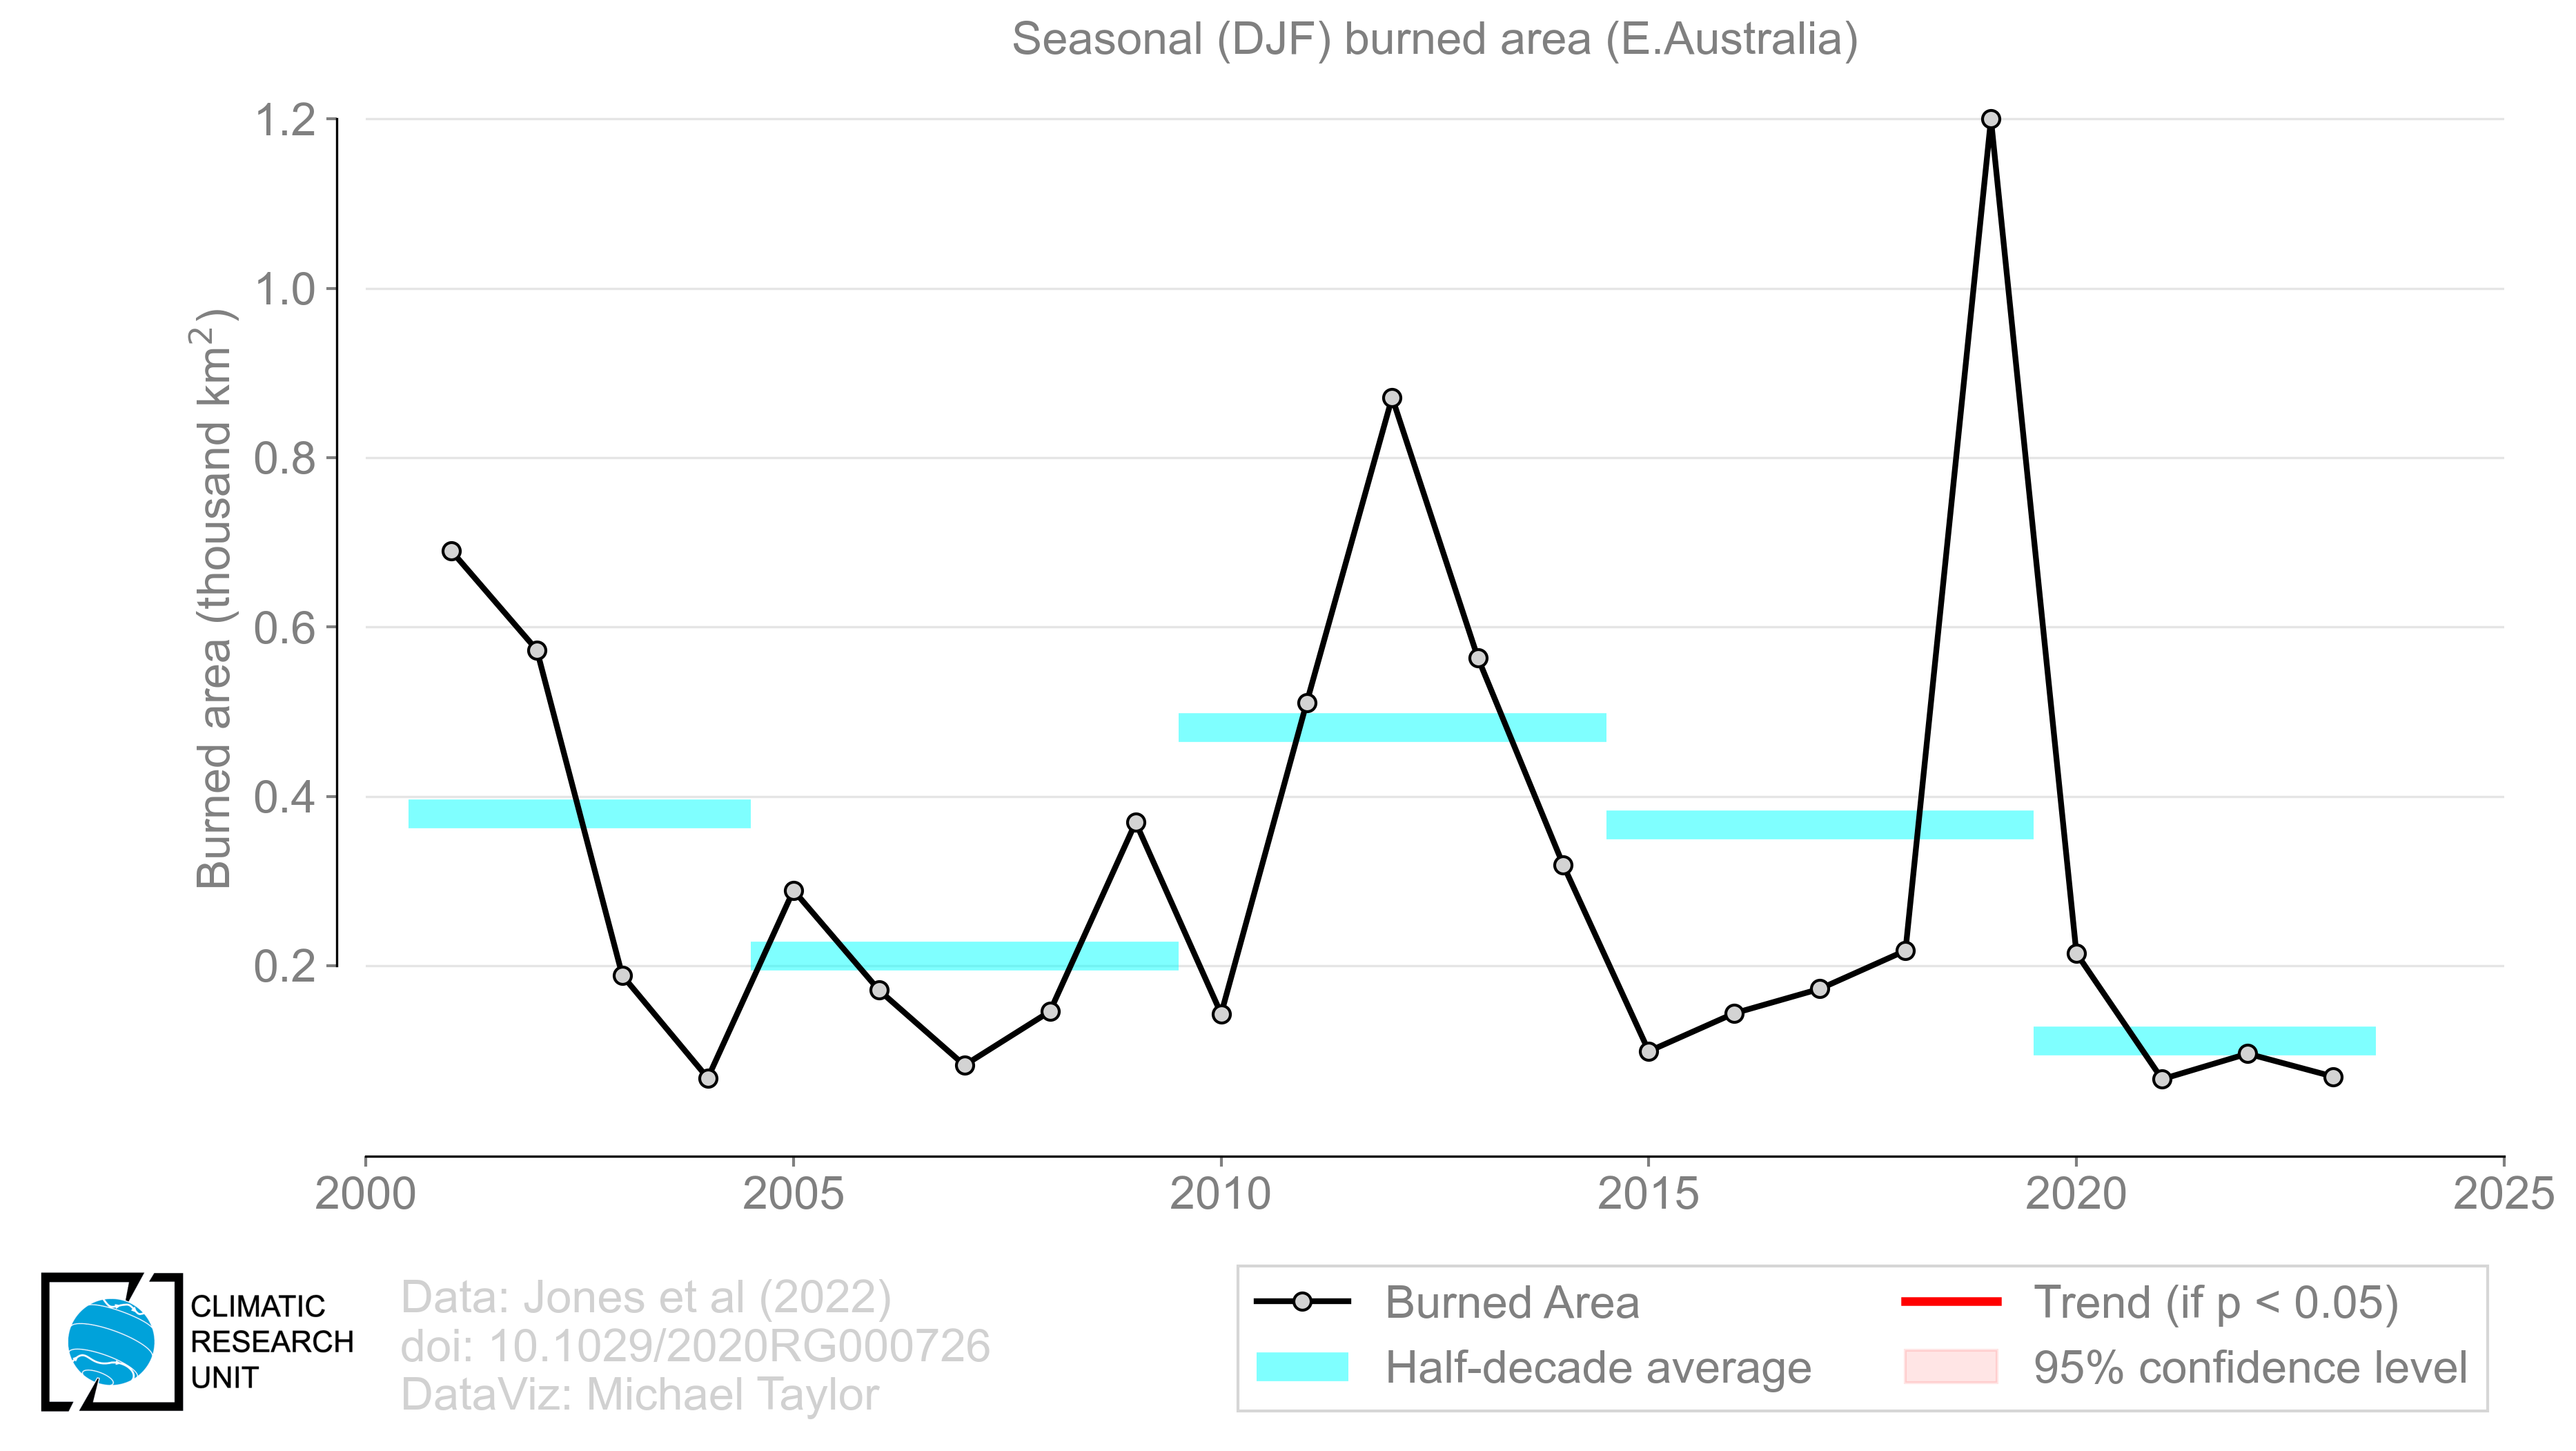 Seasonal (DJF) burned area (E.Australia)
Burned area (thousand km²)
1.2
1.0
0.8
0.6
0.4
0.2
2000 2005 2010 2015 2020 2025
CLIMATIC
RESEARCH
UNIT
Data: Jones et al (2022)
doi: 10.1029/2020RG000726
DataViz: Michael Taylor
Burned Area
Half-decade average
Trend (if p < 0.05)
95% confidence level